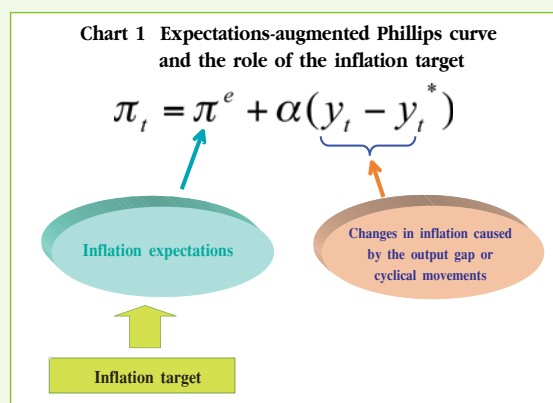 Chart 1 Expectations-augmented Phillips curve
and the role of the inflation target
π_t = π^e + α(y_t − y_t^*)
Inflation expectations
Changes in inflation caused
by the output gap or
cyclical movements
Inflation target